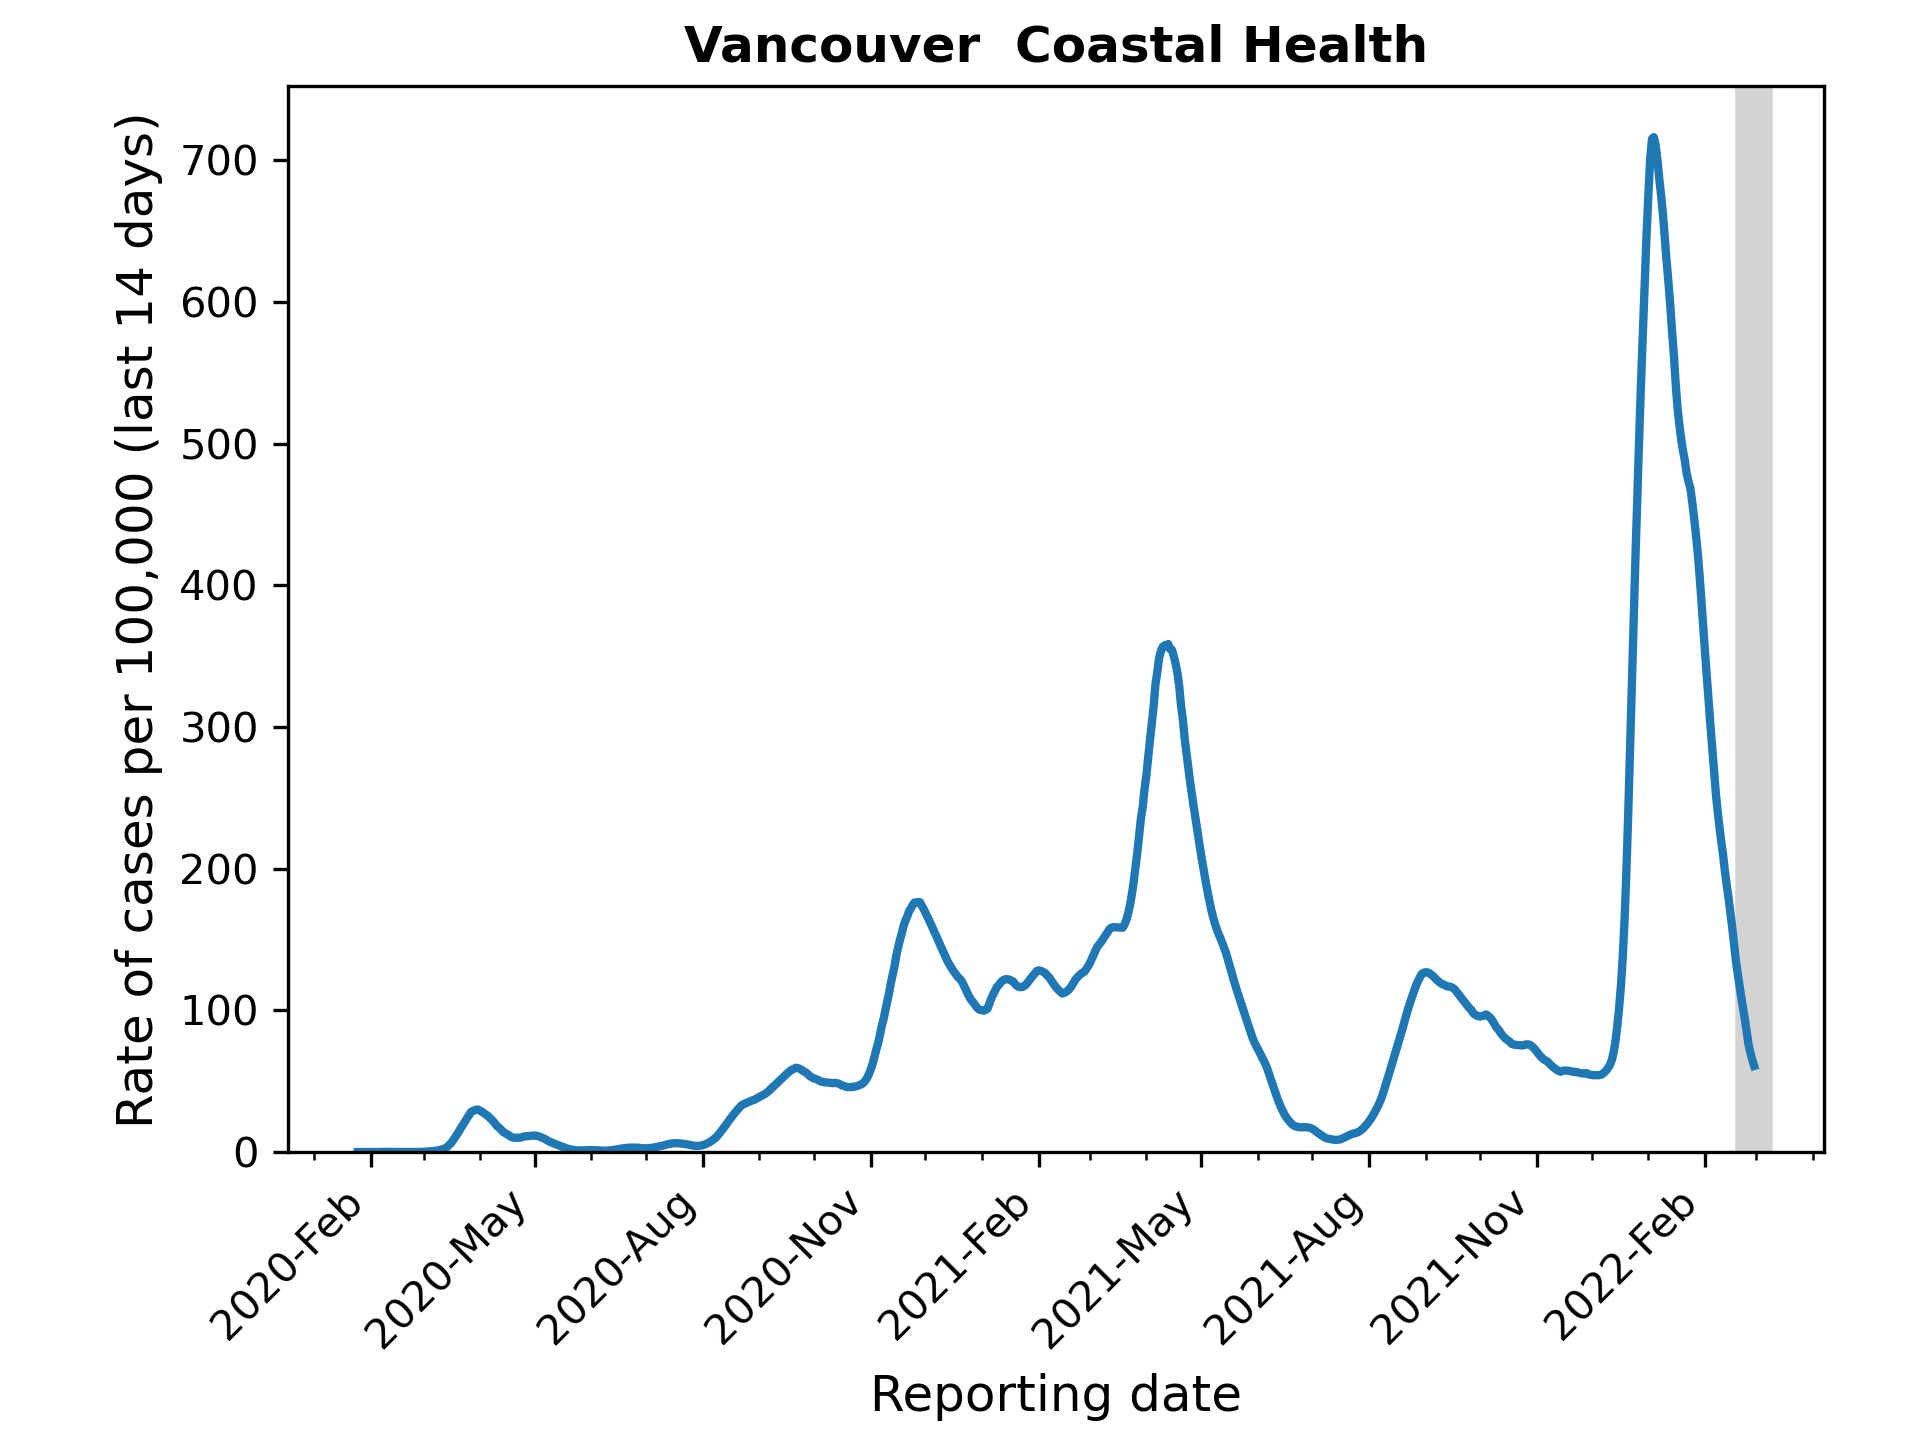 Vancouver  Coastal Health
Rate of cases per 100,000 (last 14 days)
700
600
500
400
300
200
100
0
2020-Feb
2020-May
2020-Aug
2020-Nov
2021-Feb
2021-May
2021-Aug
2021-Nov
2022-Feb
Reporting date